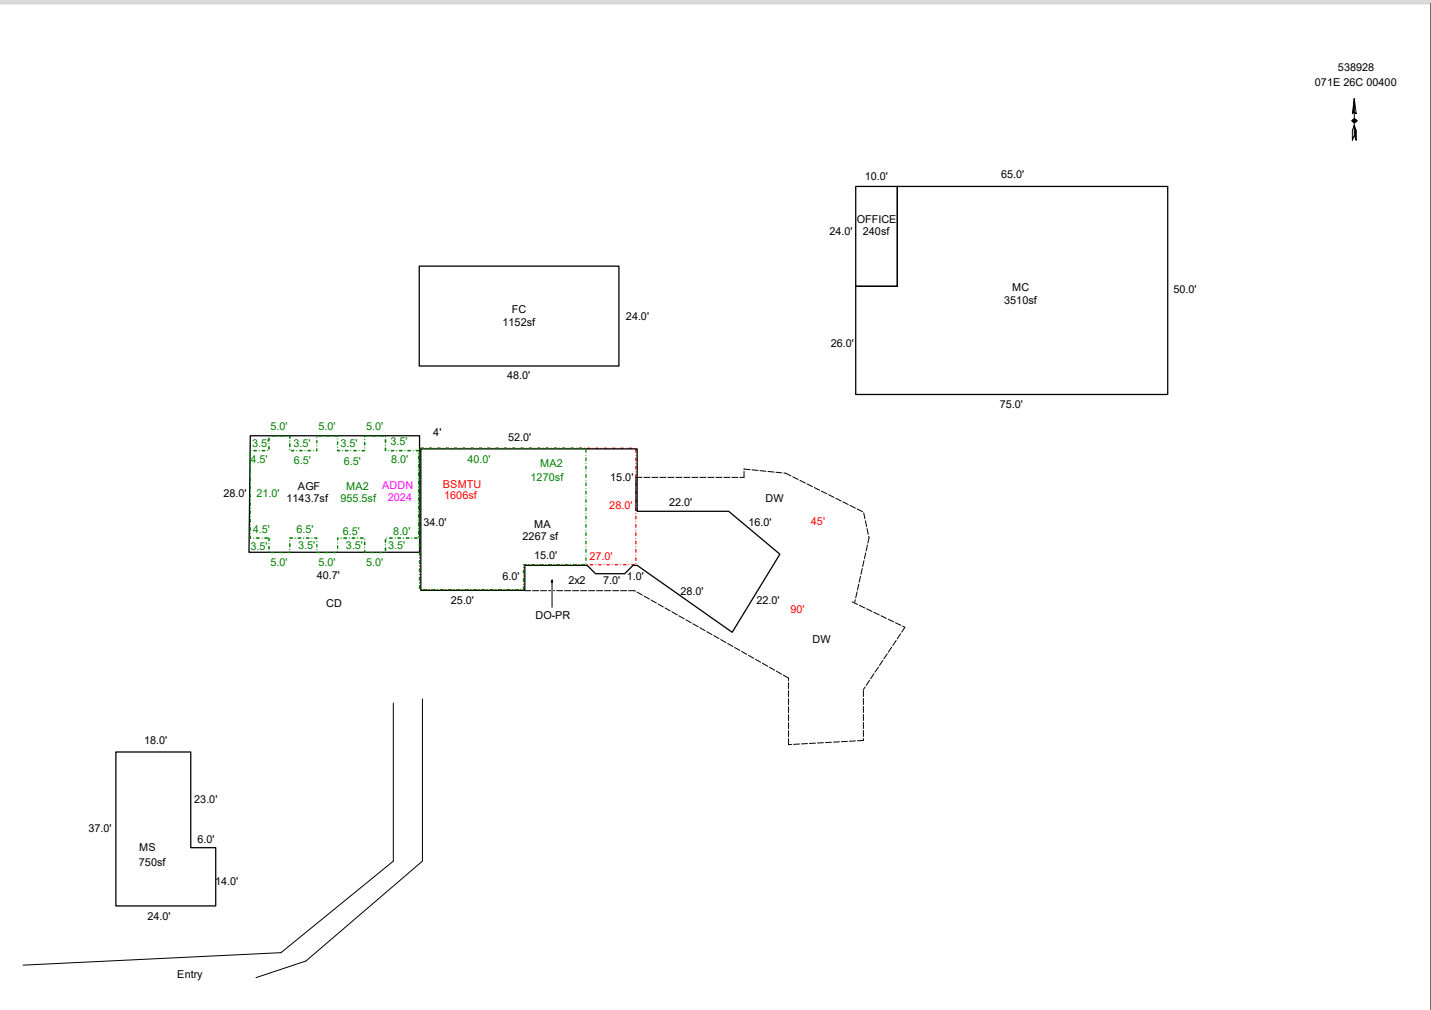 538928
071E 26C 00400
10.0'
65.0'
OFFICE
240sf
24.0'
MC
3510sf
50.0'
26.0'
75.0'
FC
1152sf
24.0'
48.0'
5.0'
5.0'
5.0'
4'
52.0'
3.5'
3.5'
3.5'
3.5'
4.5'
6.5'
6.5'
8.0'
40.0'
MA2
1270sf
15.0'
28.0'
21.0'
AGF
1143.7sf
MA2
955.5sf
ADDN
2024
BSMTU
1606sf
28.0'
22.0'
DW
16.0'
45'
34.0'
MA
2267 sf
4.5'
6.5'
6.5'
8.0'
3.5'
3.5'
3.5'
3.5'
5.0'
5.0'
5.0'
40.7'
CD
15.0'
27.0'
6.0'
2x2
7.0'
1.0'
25.0'
DO-PR
28.0'
22.0'
90'
DW
18.0'
23.0'
37.0'
6.0'
MS
750sf
14.0'
24.0'
Entry